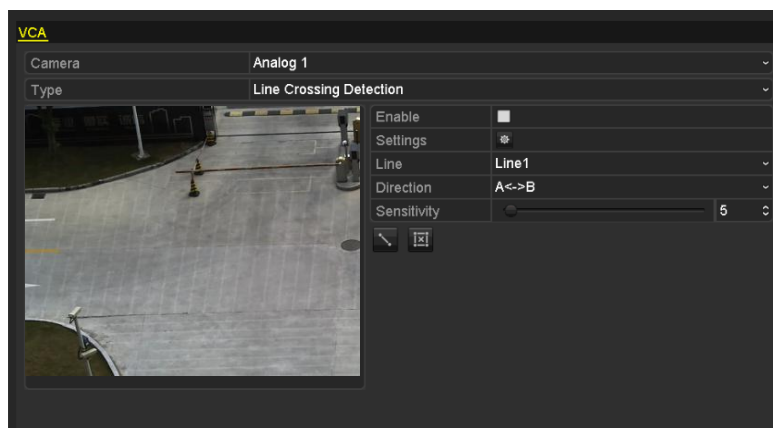 VCA
Camera Analog 1
Type Line Crossing Detection
Enable
Settings
Line Line1
Direction A<->B
Sensitivity 5